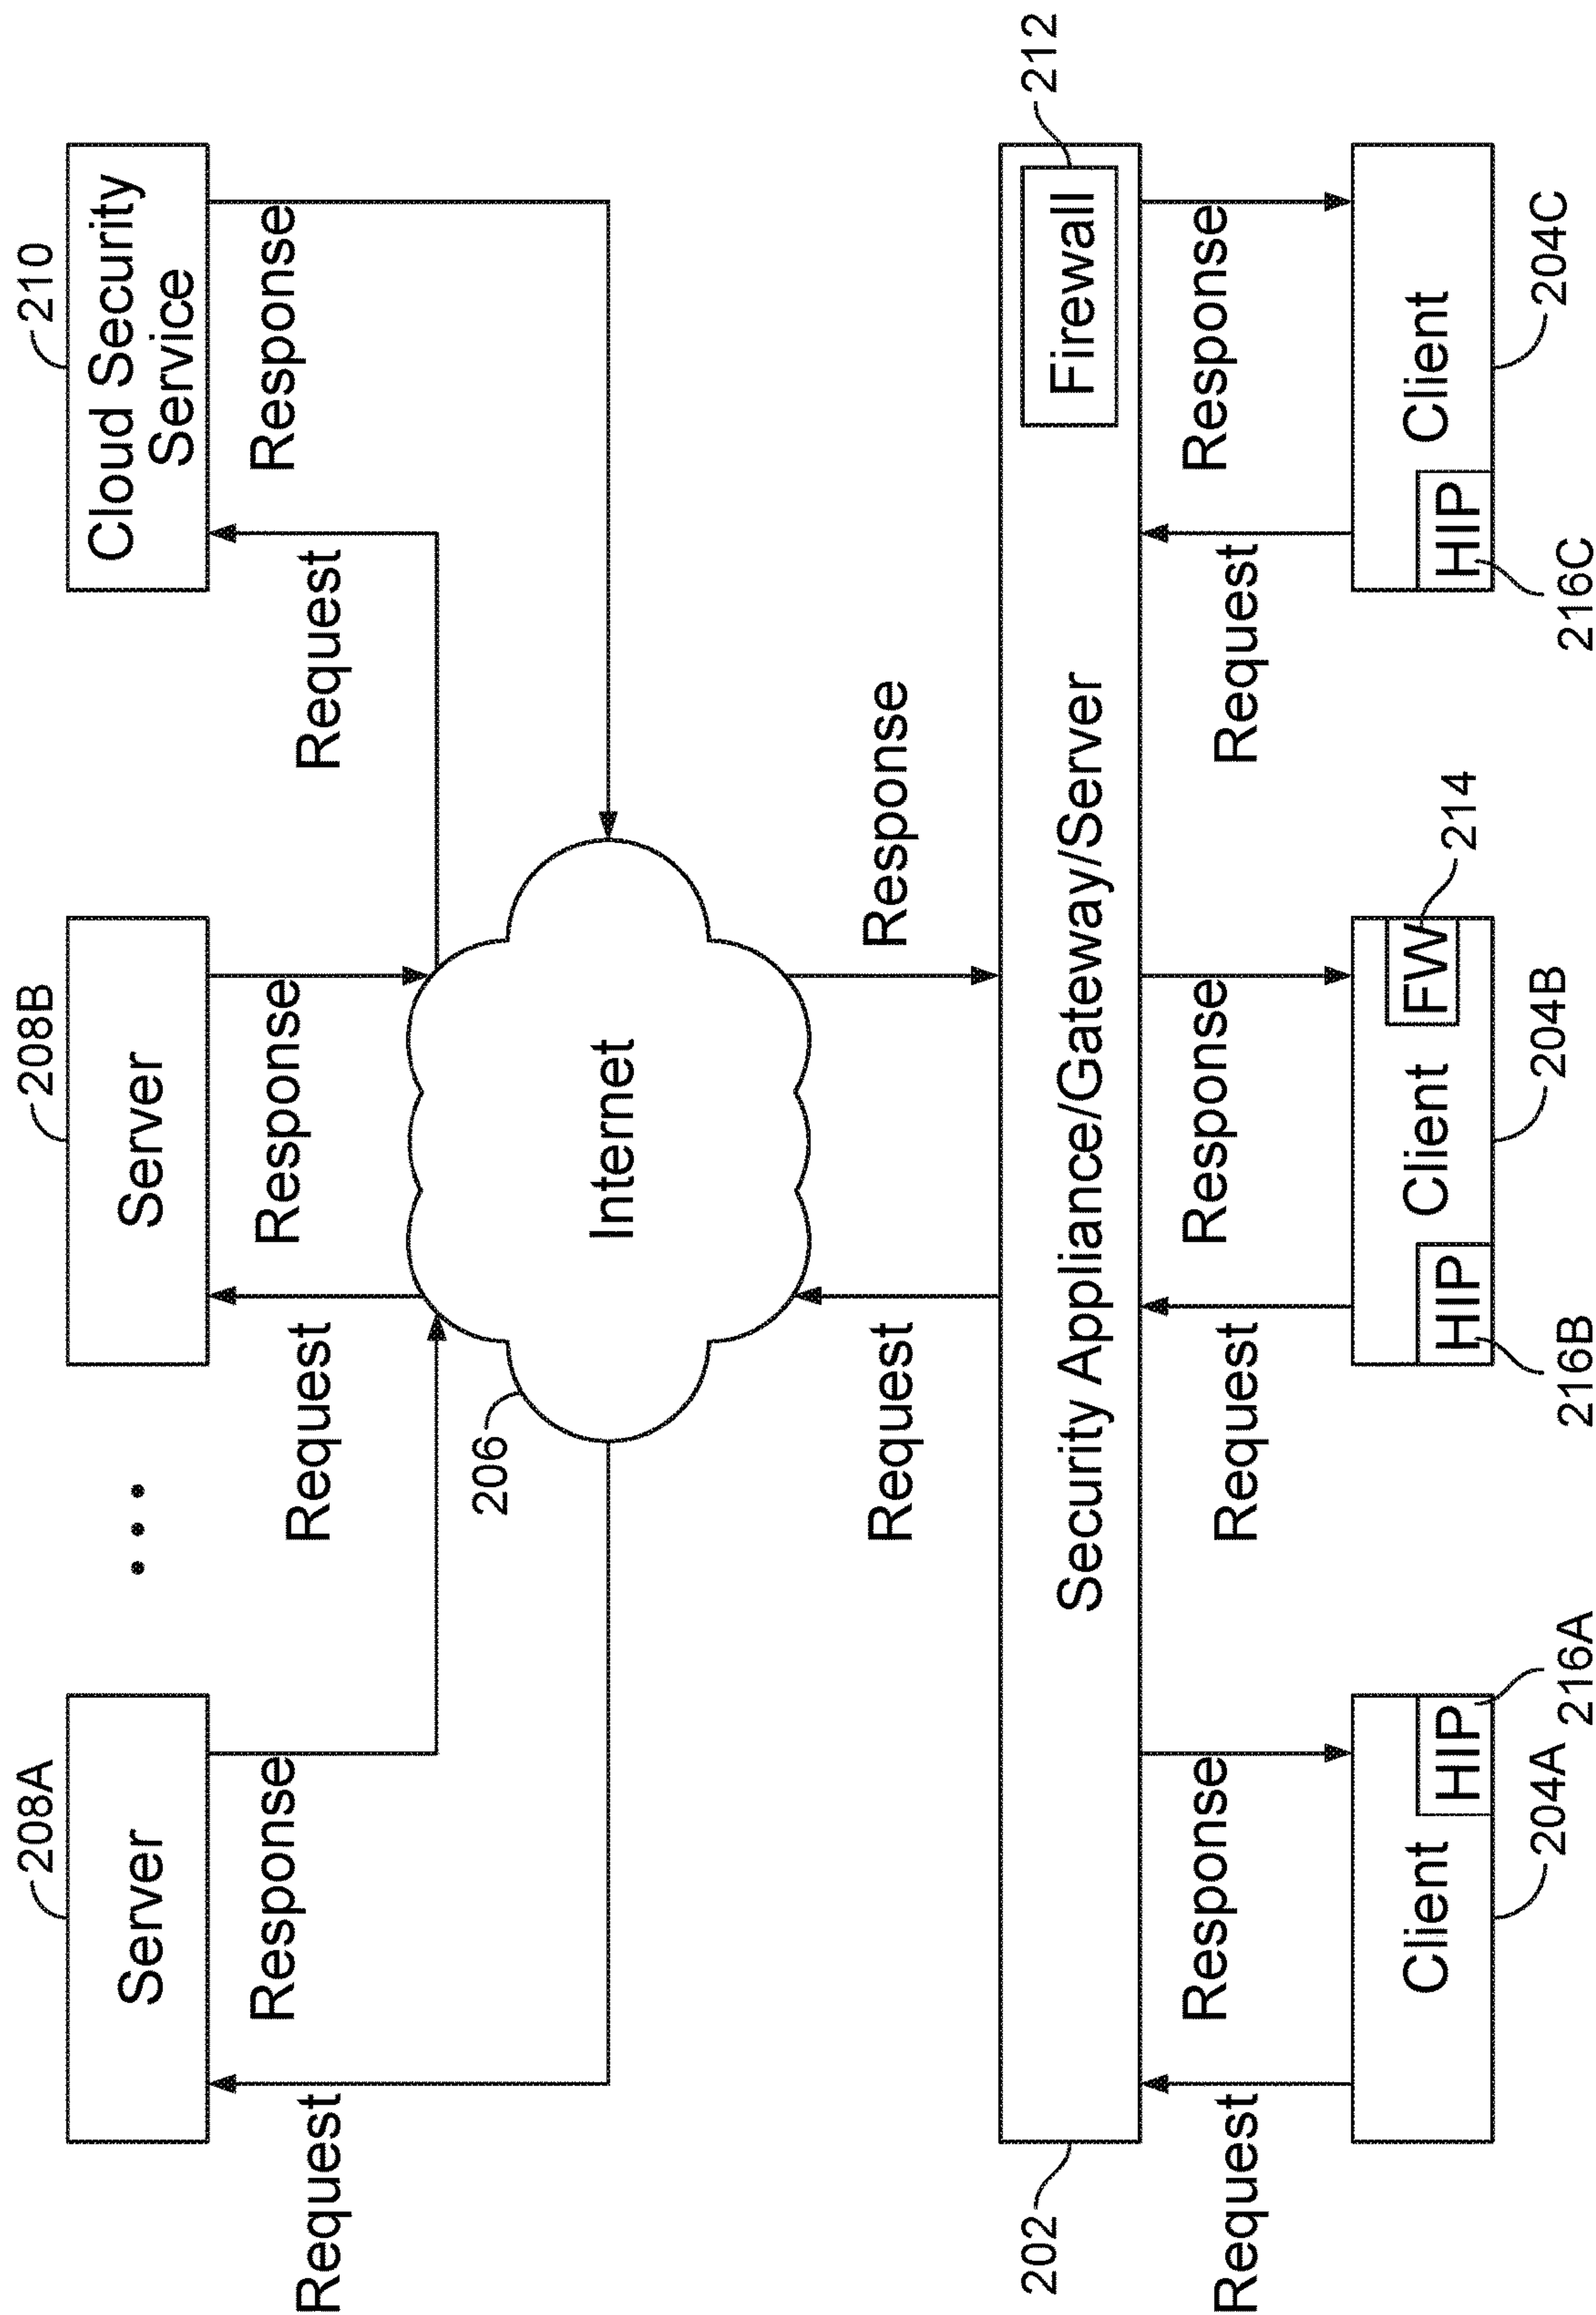 208A
208B
210
Server
• • •
Server
Cloud Security
Service
Request
Response
Request
Response
Request
Response
206
Internet
Request
Response
202
Security Appliance/Gateway/Server
Firewall
212
Request
Response
Request
Response
Request
Response
Client
HIP
HIP
Client
FW
HIP
Client
204A
216A
216B
204B
214
216C
204C